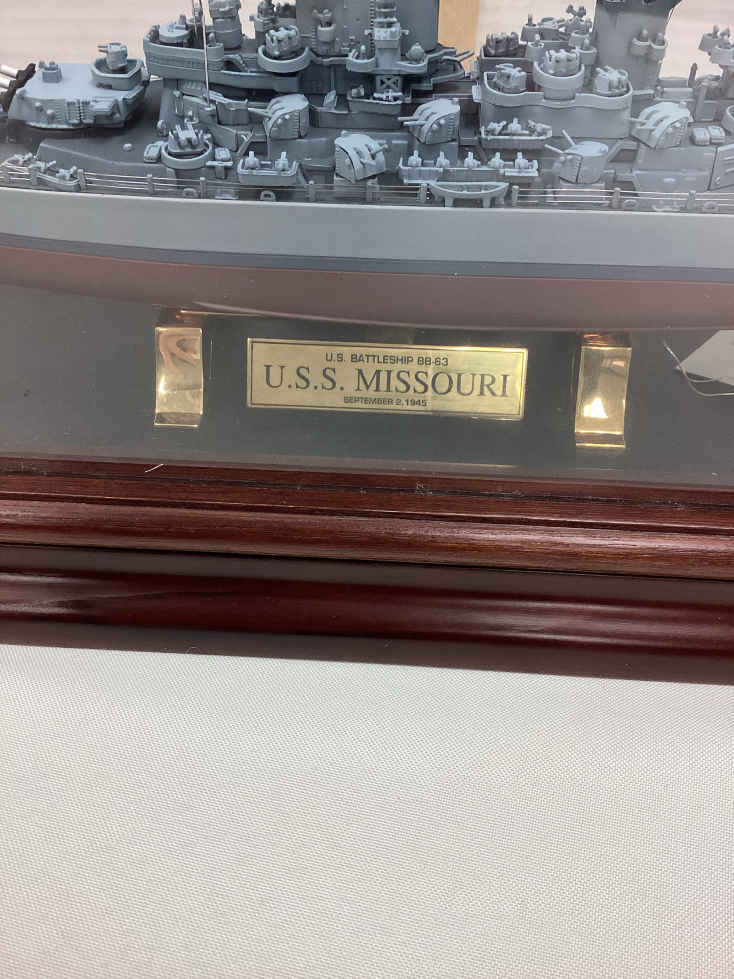 U.S. BATTLESHIP BB-63
U.S.S. MISSOURI
SEPTEMBER 2, 1945